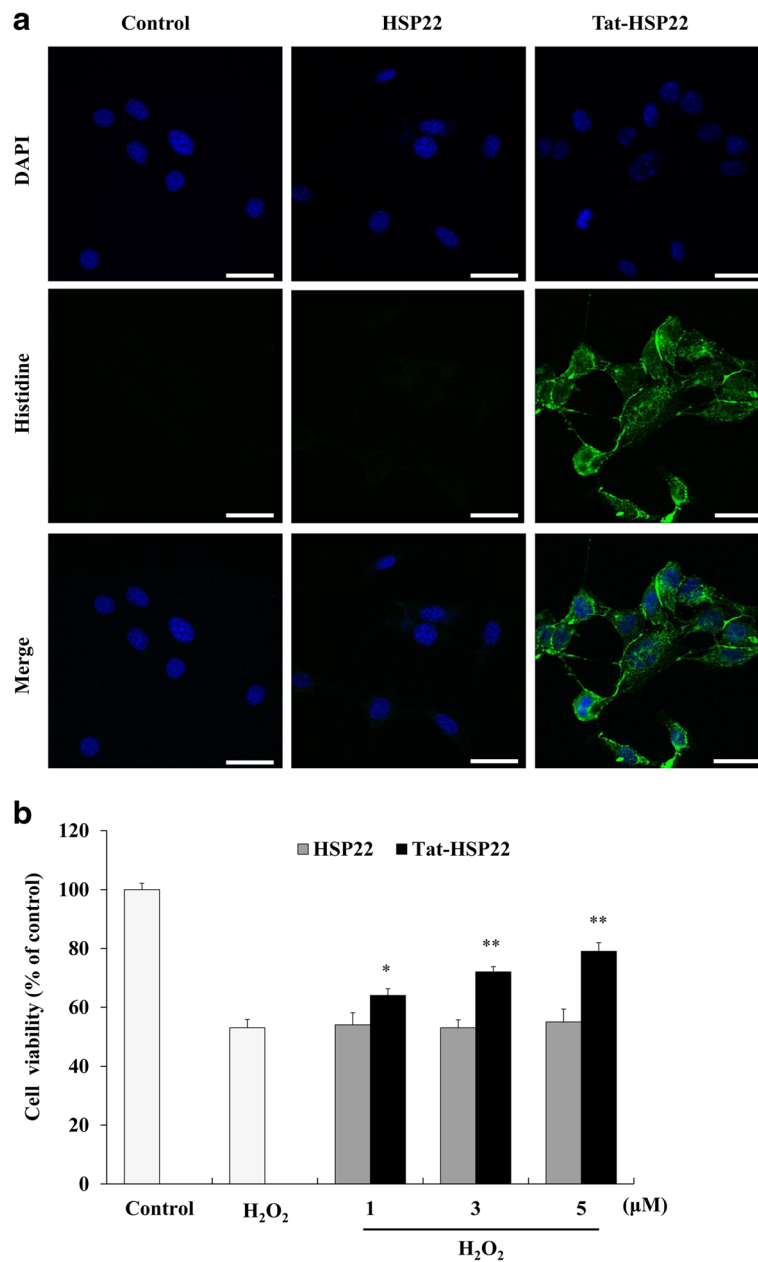 a
Control HSP22 Tat-HSP22
DAPI
Histidine
Merge
b
Cell viability (% of control)
120
100
80
60
40
20
0
HSP22 Tat-HSP22
*
**
**
Control H₂O₂ 1 3 5 (μM)
H₂O₂